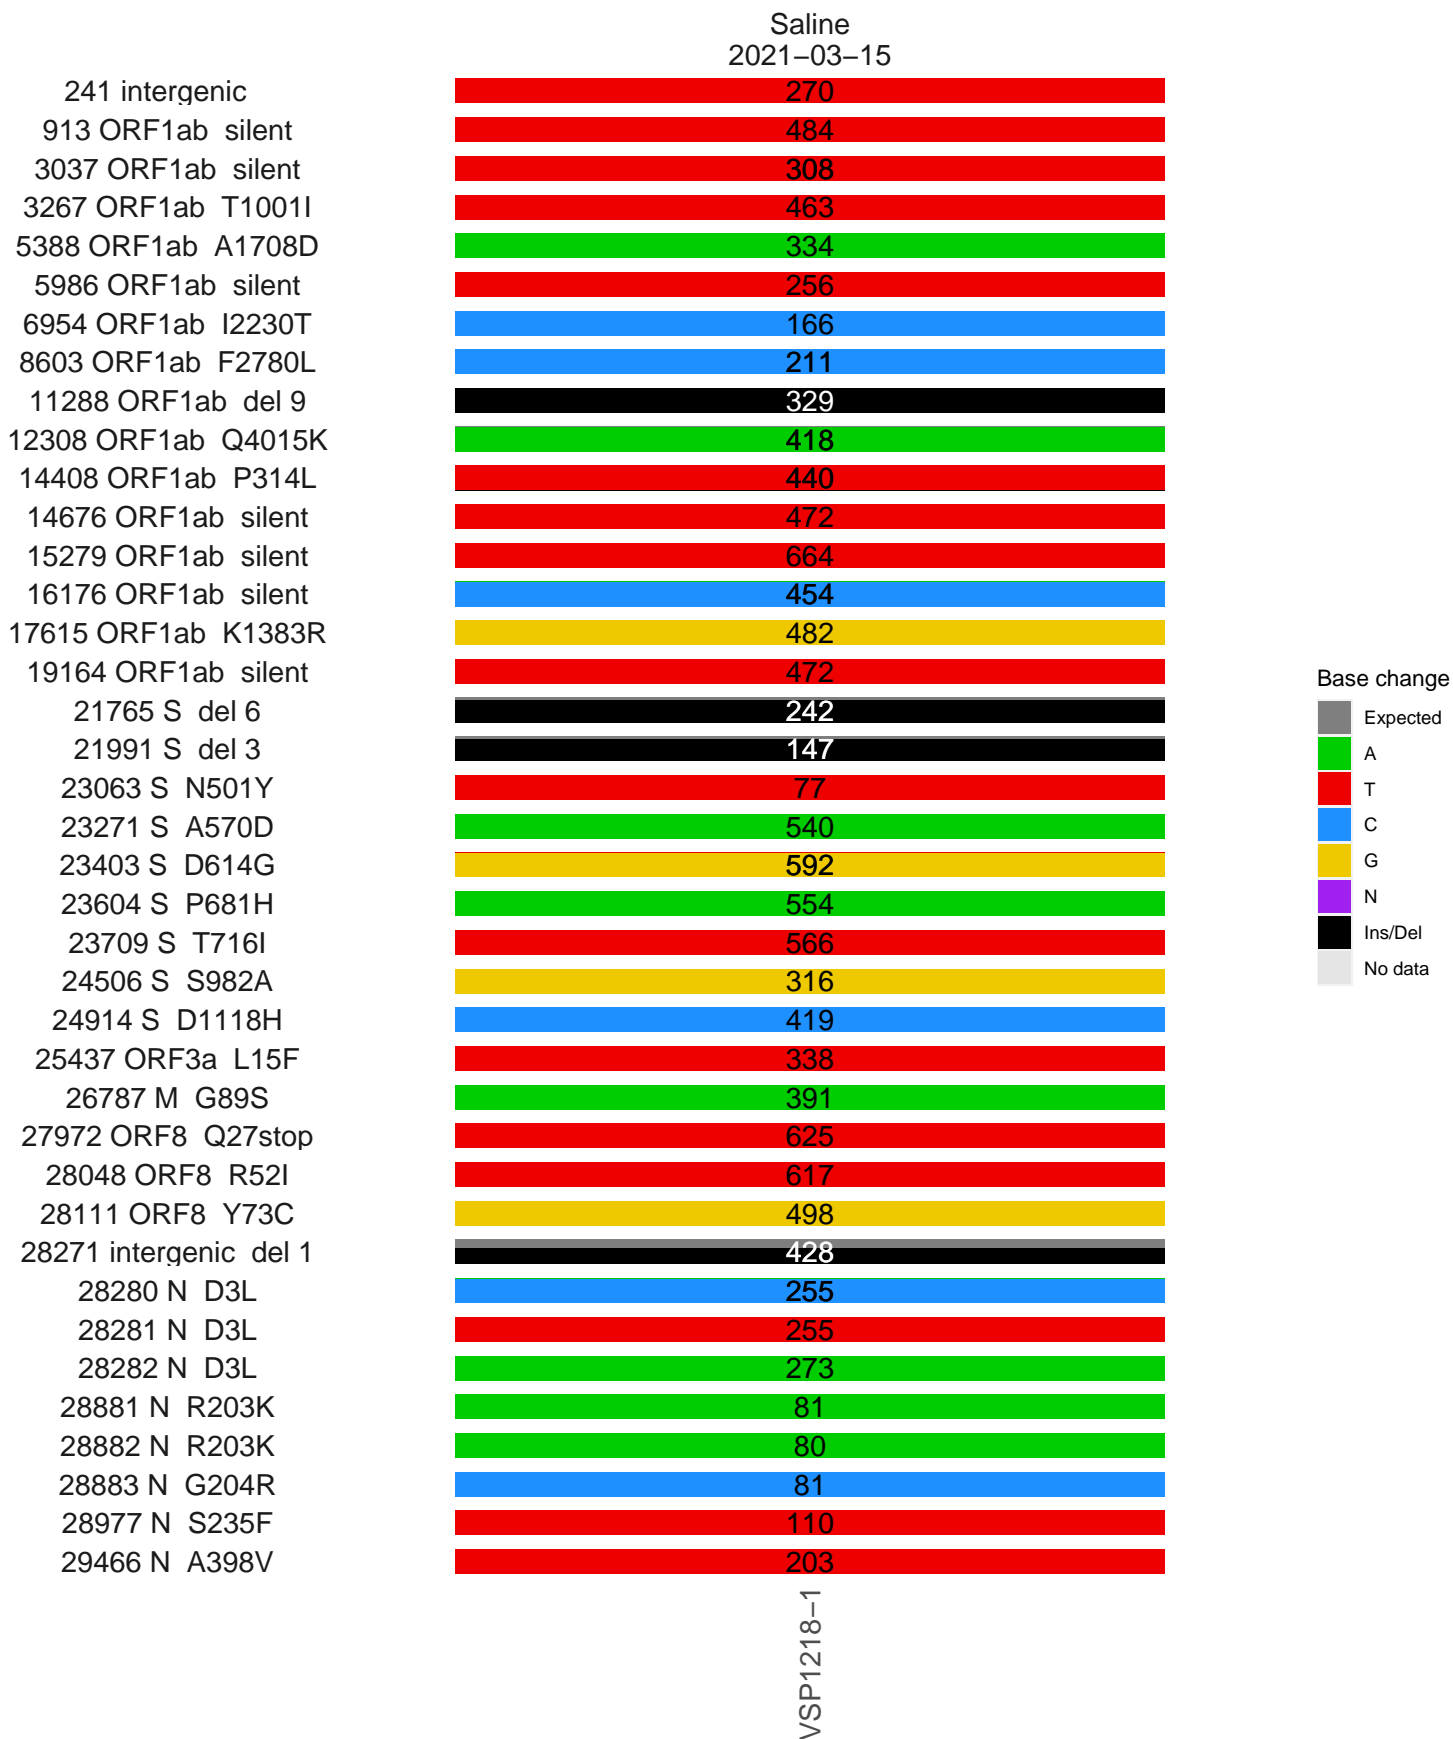 Saline
2021−03−15
241 intergenic 270
913 ORF1ab silent 484
3037 ORF1ab silent 308
3267 ORF1ab T1001I 463
5388 ORF1ab A1708D 334
5986 ORF1ab silent 256
6954 ORF1ab I2230T 166
8603 ORF1ab F2780L 211
11288 ORF1ab del 9 329
12308 ORF1ab Q4015K 418
14408 ORF1ab P314L 440
14676 ORF1ab silent 472
15279 ORF1ab silent 664
16176 ORF1ab silent 454
17615 ORF1ab K1383R 482
19164 ORF1ab silent 472
21765 S del 6 242
21991 S del 3 147
23063 S N501Y 77
23271 S A570D 540
23403 S D614G 592
23604 S P681H 554
23709 S T716I 566
24506 S S982A 316
24914 S D1118H 419
25437 ORF3a L15F 338
26787 M G89S 391
27972 ORF8 Q27stop 625
28048 ORF8 R52I 617
28111 ORF8 Y73C 498
28271 intergenic del 1 428
28280 N D3L 255
28281 N D3L 255
28282 N D3L 273
28881 N R203K 81
28882 N R203K 80
28883 N G204R 81
28977 N S235F 110
29466 N A398V 203
VSP1218−1
Base change
Expected
A
T
C
G
N
Ins/Del
No data